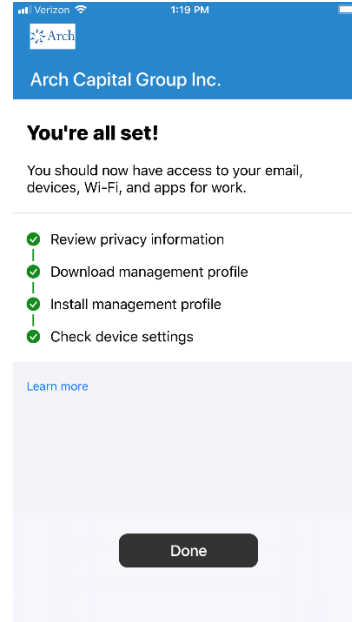 Verizon 1:19 PM
Arch
Arch Capital Group Inc.
You're all set!
You should now have access to your email,
devices, Wi-Fi, and apps for work.
Review privacy information
Download management profile
Install management profile
Check device settings
Learn more
Done